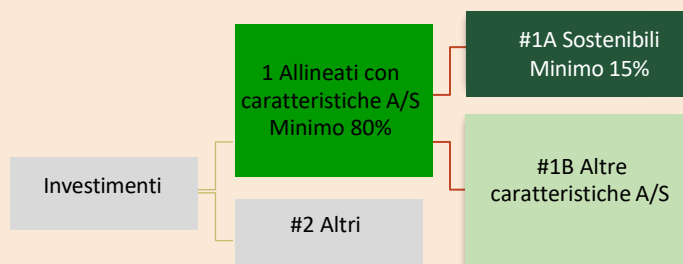 Investimenti
1 Allineati con
caratteristiche A/S
Minimo 80%
#2 Altri
#1A Sostenibili
Minimo 15%
#1B Altre
caratteristiche A/S